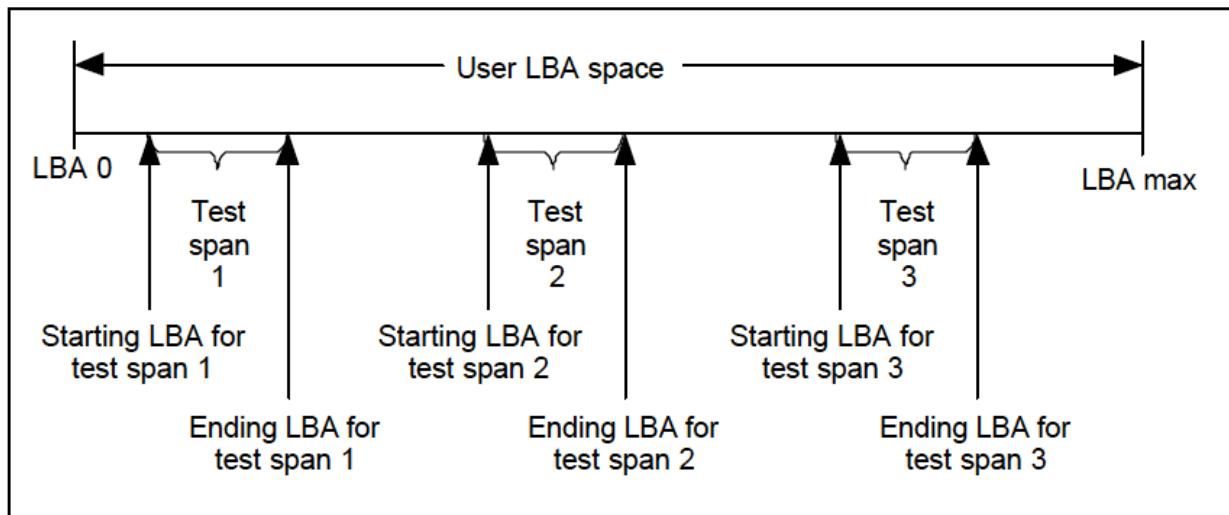 User LBA space
LBA 0
LBA max
Test
span
1
Test
span
2
Test
span
3
Starting LBA for
test span 1
Starting LBA for
test span 2
Starting LBA for
test span 3
Ending LBA for
test span 1
Ending LBA for
test span 2
Ending LBA for
test span 3